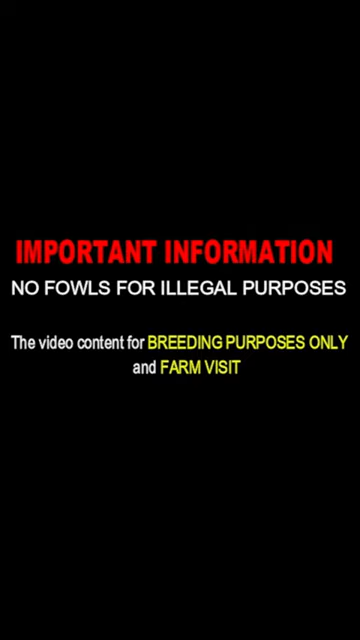 IMPORTANT INFORMATION
NO FOWLS FOR ILLEGAL PURPOSES
The video content for BREEDING PURPOSES ONLY
and FARM VISIT